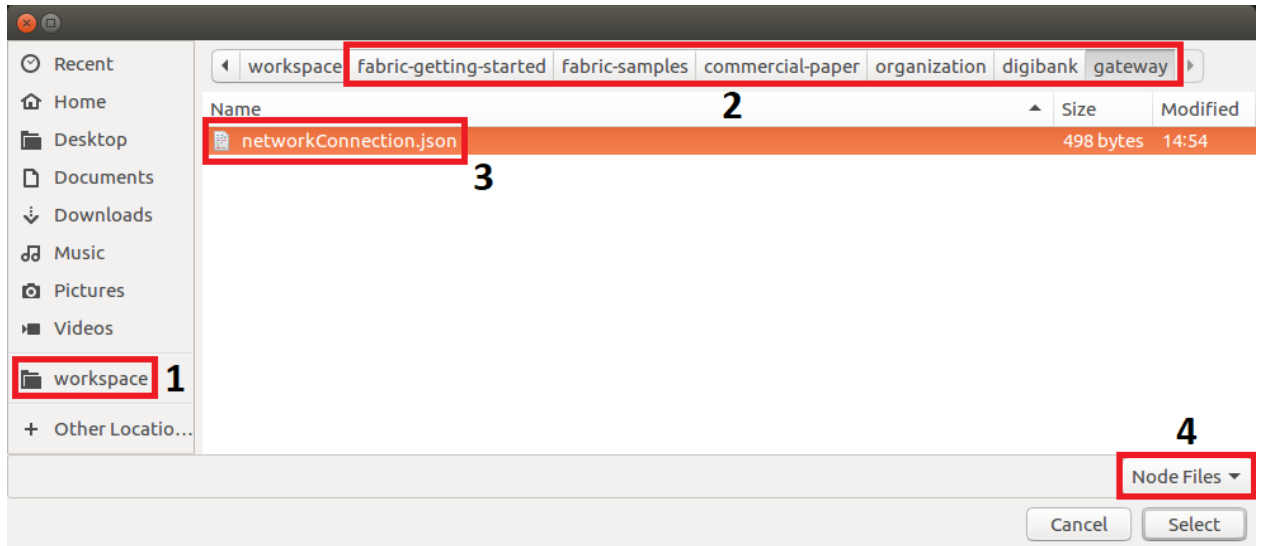 Recent
Home
Desktop
Documents
Downloads
Music
Pictures
Videos
workspace 1
Other Locatio...
workspace fabric-getting-started fabric-samples commercial-paper organization digibank gateway
2
Name Size Modified
networkConnection.json 498 bytes 14:54
3
4
Node Files
Cancel Select